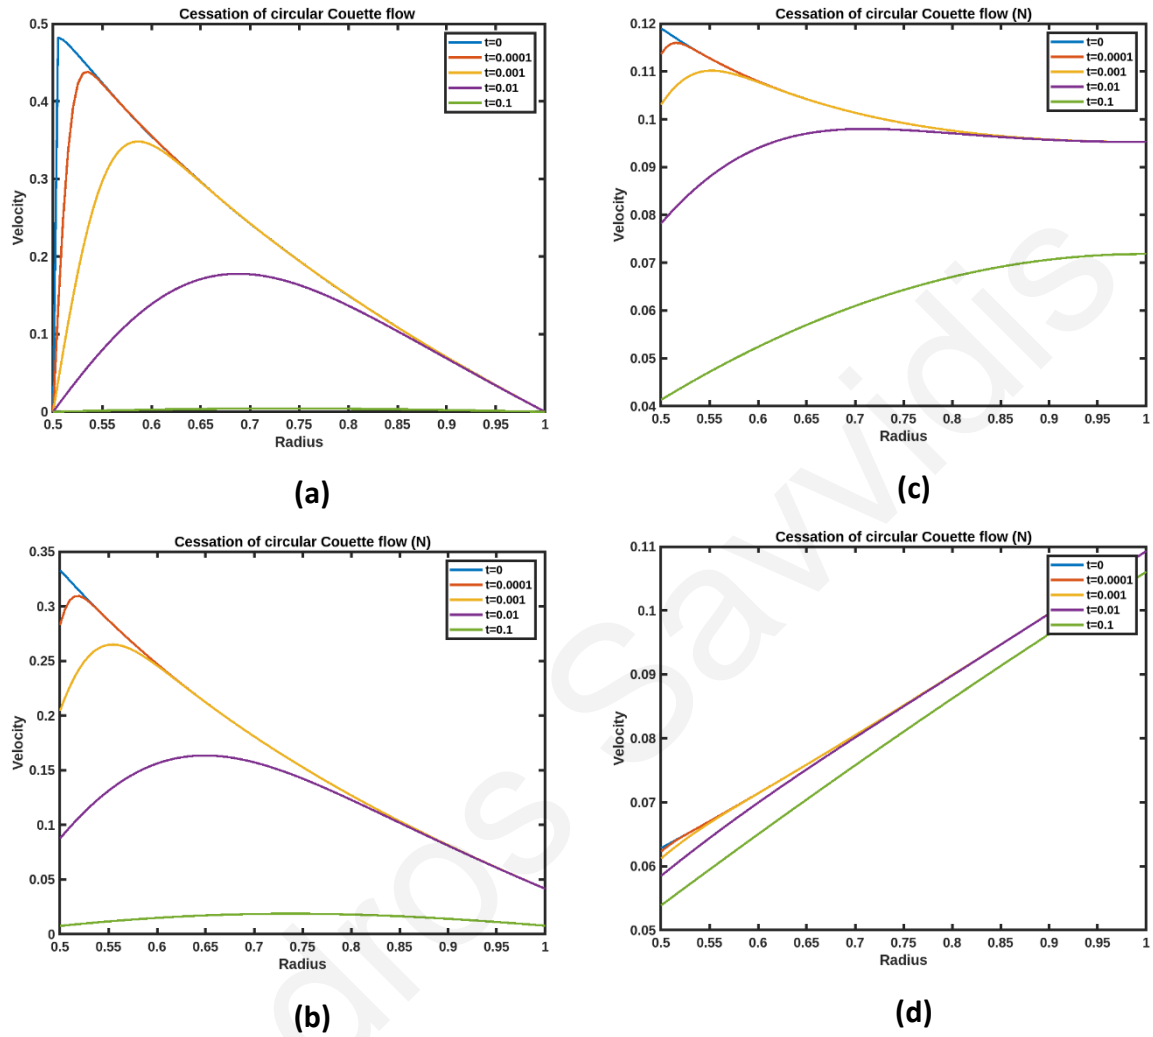 Cessation of circular Couette flow
0.5
0.4
0.3
0.2
0.1
0
Velocity
t=0
t=0.0001
t=0.001
t=0.01
t=0.1
0.5 0.55 0.6 0.65 0.7 0.75 0.8 0.85 0.9 0.95 1
Radius
(a)
Cessation of circular Couette flow (N)
0.12
0.11
0.1
0.09
0.08
0.07
0.06
0.05
0.04
Velocity
t=0
t=0.0001
t=0.001
t=0.01
t=0.1
0.5 0.55 0.6 0.65 0.7 0.75 0.8 0.85 0.9 0.95 1
Radius
(c)
Cessation of circular Couette flow (N)
0.35
0.3
0.25
0.2
0.15
0.1
0.05
0
Velocity
t=0
t=0.0001
t=0.001
t=0.01
t=0.1
0.5 0.55 0.6 0.65 0.7 0.75 0.8 0.85 0.9 0.95 1
Radius
(b)
Cessation of circular Couette flow (N)
0.11
0.1
0.09
0.08
0.07
0.06
0.05
Velocity
t=0
t=0.0001
t=0.001
t=0.01
t=0.1
0.5 0.55 0.6 0.65 0.7 0.75 0.8 0.85 0.9 0.95 1
Radius
(d)
Savvidis